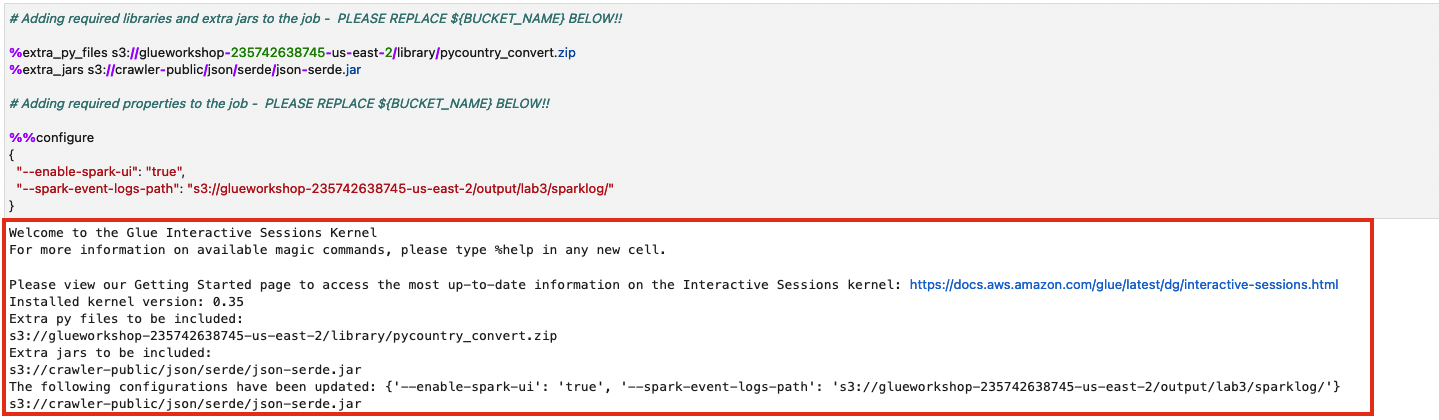 # Adding required libraries and extra jars to the job -  PLEASE REPLACE ${BUCKET_NAME} BELOW!!
%extra_py_files s3://glueworkshop-235742638745-us-east-2/library/pycountry_convert.zip
%extra_jars s3://crawler-public/json/serde/json-serde.jar
# Adding required properties to the job -  PLEASE REPLACE ${BUCKET_NAME} BELOW!!
%%configure
{
  "--enable-spark-ui": "true",
  "--spark-event-logs-path": "s3://glueworkshop-235742638745-us-east-2/output/lab3/sparklog/"
}
Welcome to the Glue Interactive Sessions Kernel
For more information on available magic commands, please type %help in any new cell.
Please view our Getting Started page to access the most up-to-date information on the Interactive Sessions kernel: https://docs.aws.amazon.com/glue/latest/dg/interactive-sessions.html
Installed kernel version: 0.35
Extra py files to be included:
s3://glueworkshop-235742638745-us-east-2/library/pycountry_convert.zip
Extra jars to be included:
s3://crawler-public/json/serde/json-serde.jar
The following configurations have been updated: {'--enable-spark-ui': 'true', '--spark-event-logs-path': 's3://glueworkshop-235742638745-us-east-2/output/lab3/sparklog/'}
s3://crawler-public/json/serde/json-serde.jar